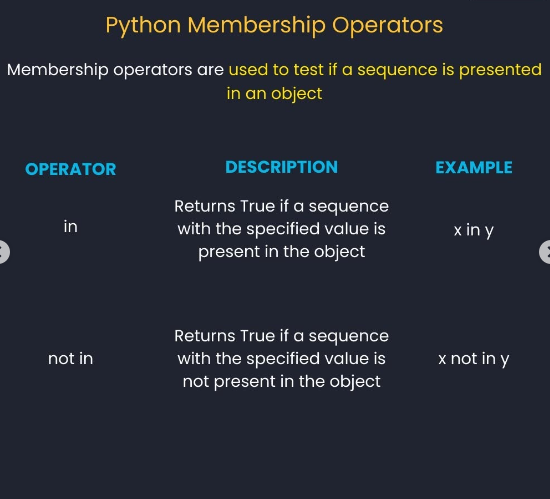 Python Membership Operators
Membership operators are used to test if a sequence is presented
in an object
OPERATOR DESCRIPTION EXAMPLE
in
Returns True if a sequence
with the specified value is
present in the object
x in y
not in
Returns True if a sequence
with the specified value is
not present in the object
x not in y